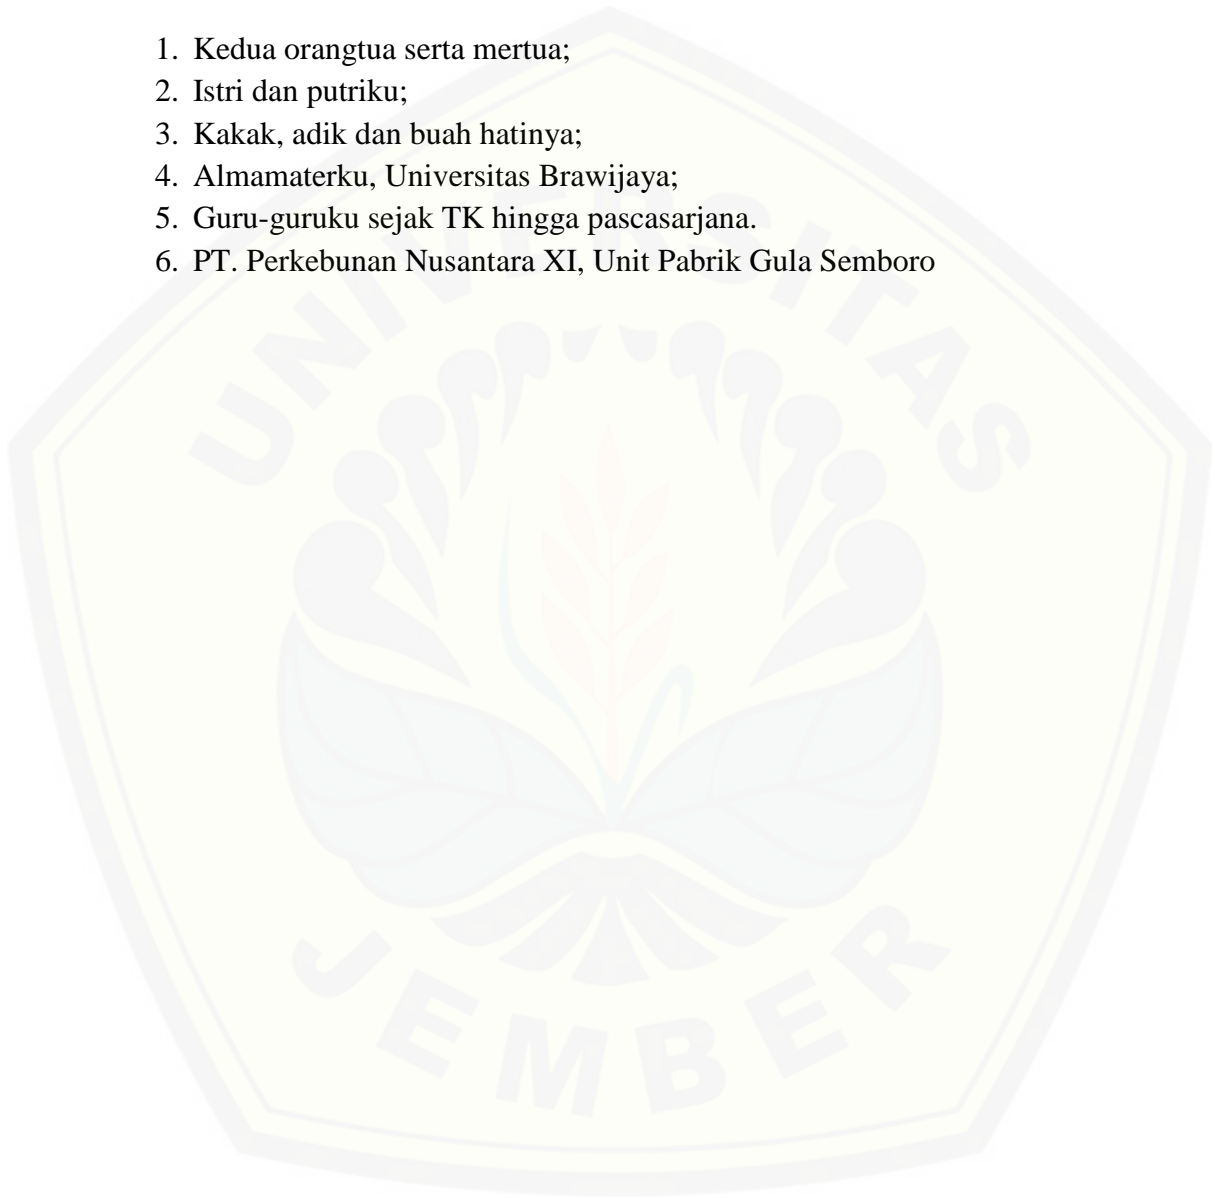 1. Kedua orangtua serta mertua;
2. Istri dan putriku;
3. Kakak, adik dan buah hatinya;
4. Almamaterku, Universitas Brawijaya;
5. Guru-guruku sejak TK hingga pascasarjana.
6. PT. Perkebunan Nusantara XI, Unit Pabrik Gula Semboro
UNIVERSITAS
JEMBER